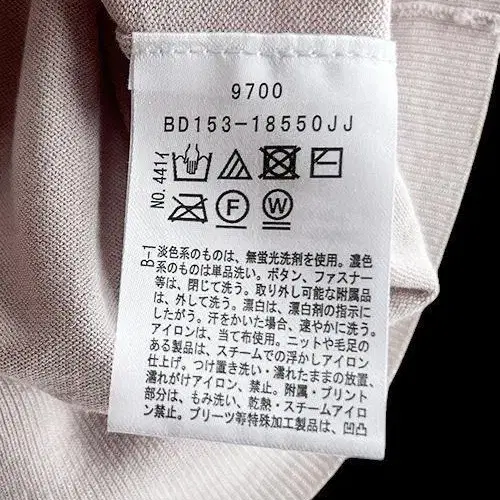 9700
BD153-18550JJ
NO.441イ
F W
B-1
淡色系のものは、無蛍光洗剤を使用。濃色
系のものは単品洗い。ボタン、ファスナー
等は、閉じて洗う。取り外し可能な附属品
は、外して洗う。漂白は、漂白剤の指示に
したがう。汗をかいた場合、速やかに洗う。
アイロンは、当て布使用。ニットや毛足の
ある製品は、スチームでの浮かしアイロン
仕上げ。つけ置き洗い・濡れたままの放置、
濡れがけアイロン、禁止。附属・プリント
部分は、もみ洗い、乾熱・スチームアイロ
ン禁止。プリーツ等特殊加工製品は、凹凸